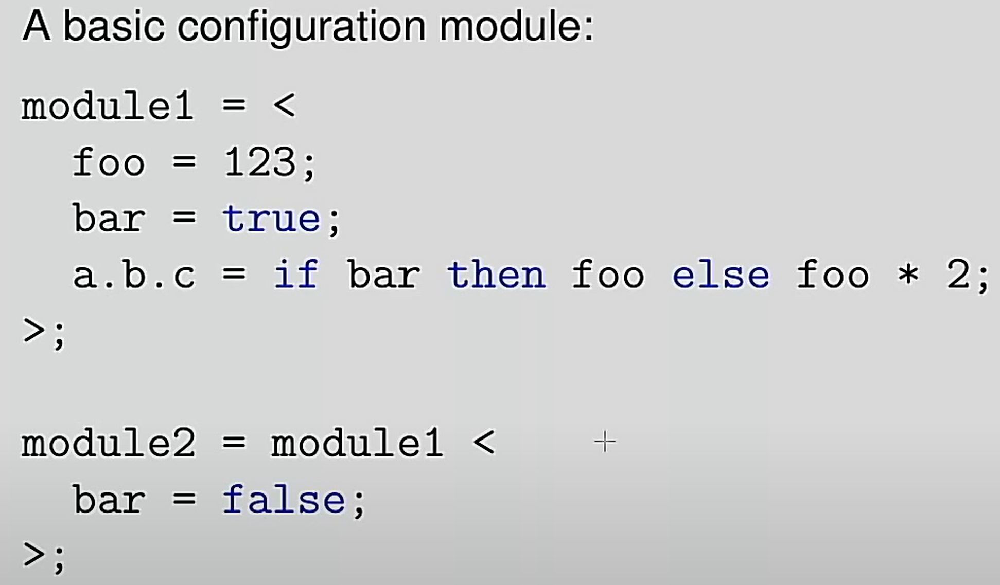 A basic configuration module:
module1 = <
  foo = 123;
  bar = true;
  a.b.c = if bar then foo else foo * 2;
>;
module2 = module1 <
  bar = false;
>;